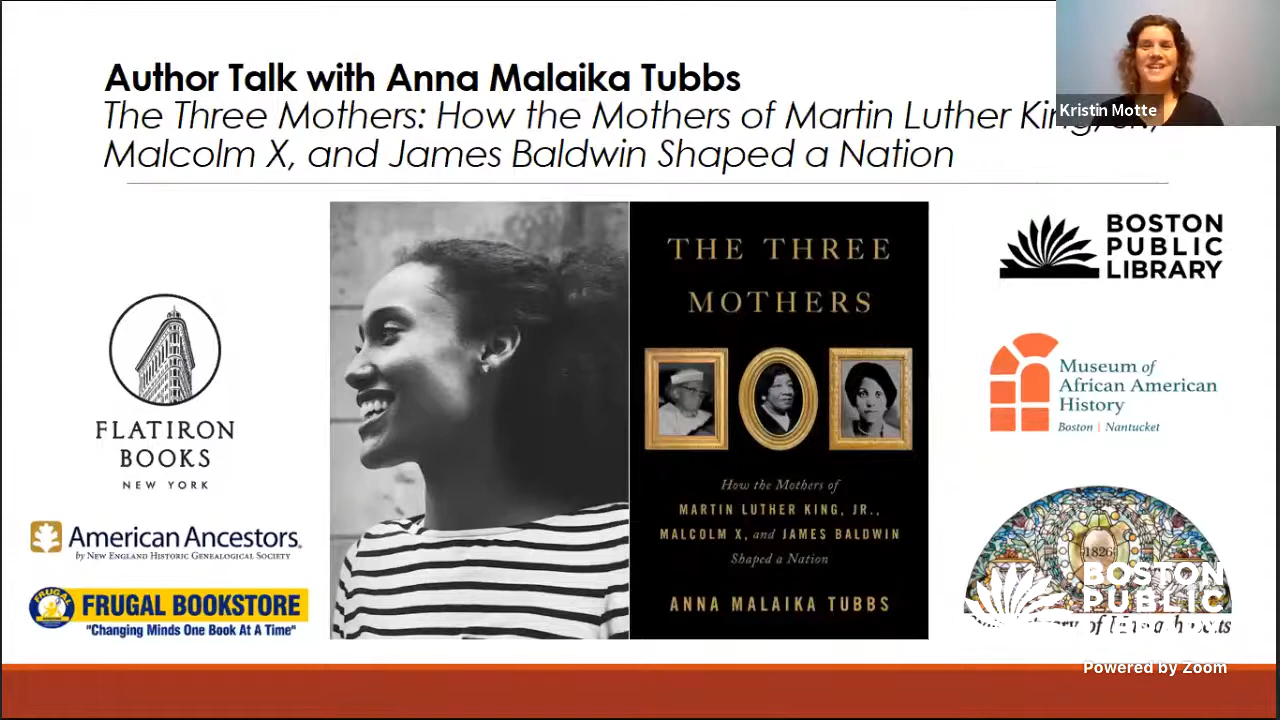 Author Talk with Anna Malaika Tubbs
The Three Mothers: How the Mothers of Martin Luther King, Jr.,
Malcolm X, and James Baldwin Shaped a Nation
Kristin Motte
FLATIRON
BOOKS
NEW YORK
American Ancestors
by NEW ENGLAND HISTORIC GENEALOGICAL SOCIETY
FRUGAL
FRUGAL BOOKSTORE
"Changing Minds One Book At A Time"
THE THREE
MOTHERS
How the Mothers of
MARTIN LUTHER KING, JR.,
MALCOLM X, and JAMES BALDWIN
Shaped a Nation
ANNA MALAIKA TUBBS
BOSTON
PUBLIC
LIBRARY
Museum of
African American
History
Boston | Nantucket
1826
BOSTON
PUBLIC
LIBRARY
Powered by Zoom